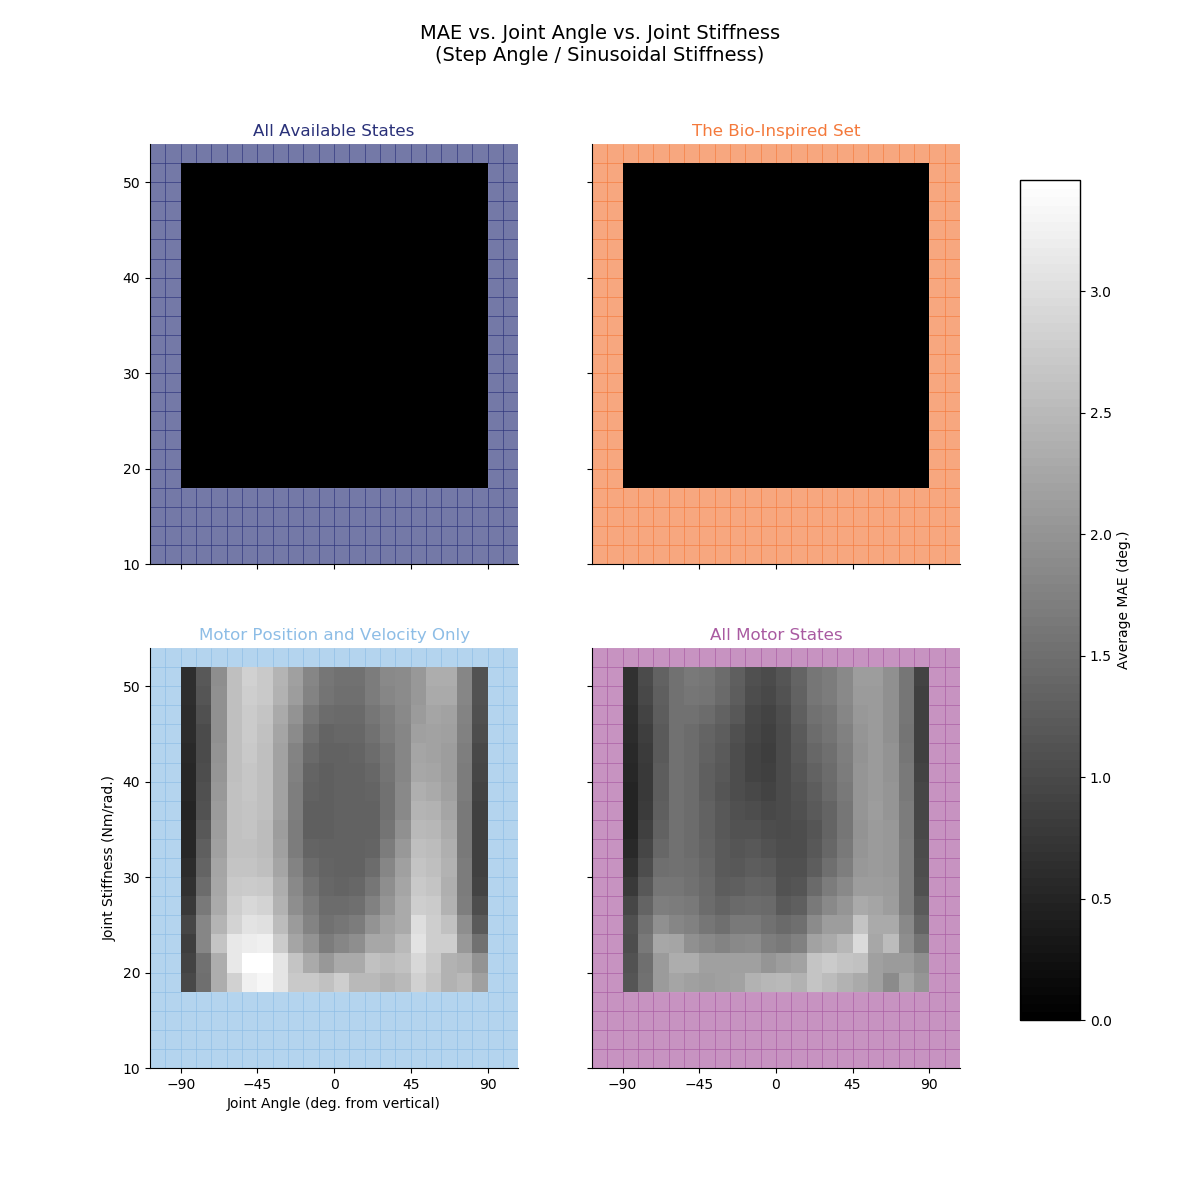 MAE vs. Joint Angle vs. Joint Stiffness
(Step Angle / Sinusoidal Stiffness)
All Available States
The Bio-Inspired Set
50
40
30
20
10
3.0
2.5
2.0
1.5
1.0
0.5
0.0
Average MAE (deg.)
Motor Position and Velocity Only
All Motor States
50
40
30
20
10
Joint Stiffness (Nm/rad.)
−90 −45 0 45 90
−90 −45 0 45 90
Joint Angle (deg. from vertical)